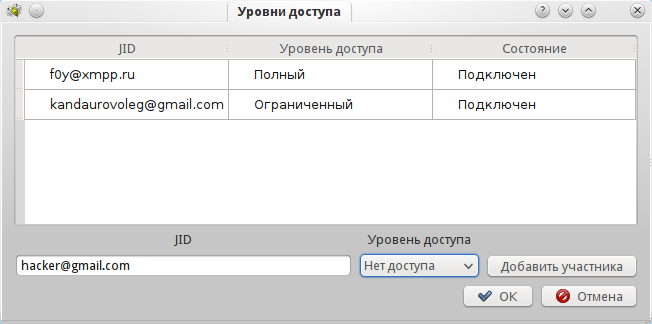 Уровни доступа
JID Уровень доступа Состояние
f0y@xmpp.ru Полный Подключен
kandaurovoleg@gmail.com Ограниченный Подключен
JID Уровень доступа
hacker@gmail.com Нет доступа Добавить участника
ОК Отмена